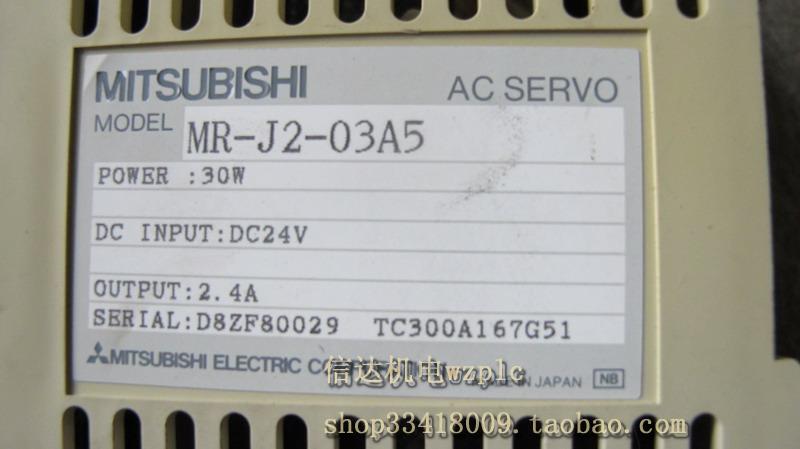 MITSUBISHI AC SERVO
MODEL MR-J2-03A5
POWER :30W
DC INPUT:DC24V
OUTPUT:2.4A
SERIAL:D8ZF80029 TC300A167G51
MITSUBISHI ELECTRIC
信达机电wzplc
IN JAPAN NB
shop33418009.taobao.com